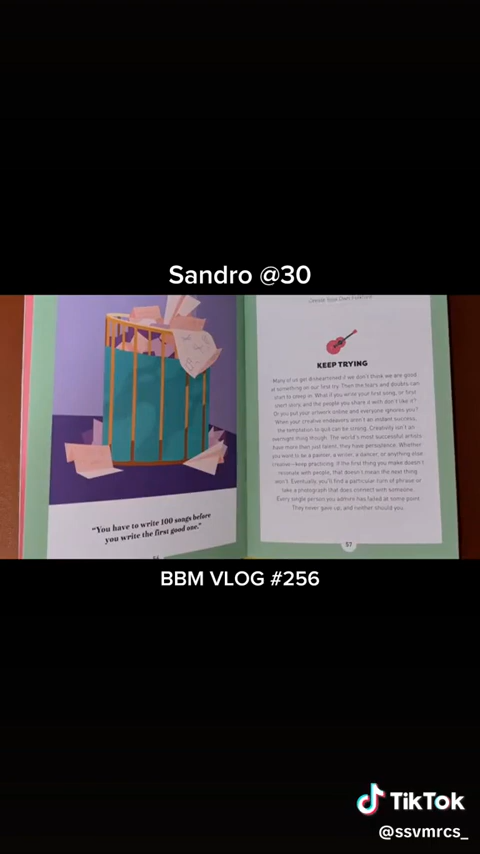 Sandro @30
Choose Your Own Folklore
KEEP TRYING
Many of us get disheartened if we don't think we are good
at something on our first try. Then the fears and doubts can
start to creep in. What if you write your first song, or first
short story, and the people you share it with don't like it?
Or you put your artwork online and everyone ignores you?
When your creative endeavors aren't an instant success,
the temptation to quit can be strong. Creativity isn't an
overnight thing though. The world's most successful artists
have more than just talent, they have persistence. Whether
you want to be a painter, a writer, a dancer, or anything else
creative—keep practicing. If the first thing you make doesn't
resonate with people, that doesn't mean the next thing
won't. Eventually, you'll find a particular turn of phrase or
take a photograph that does connect with someone.
Every single person you admire has failed at some point.
They never gave up, and neither should you.
"You have to write 100 songs before
you write the first good one."
57
BBM VLOG #256
TikTok
@ssvmrcs_